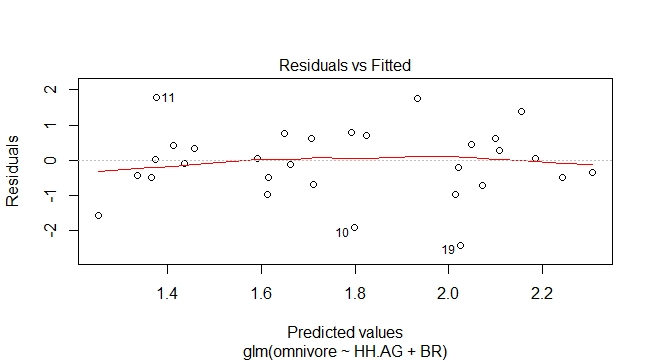 Residuals vs Fitted
Residuals
2
1
0
-1
-2
11
10
19
1.4 1.6 1.8 2.0 2.2
Predicted values
glm(omnivore ~ HH.AG + BR)